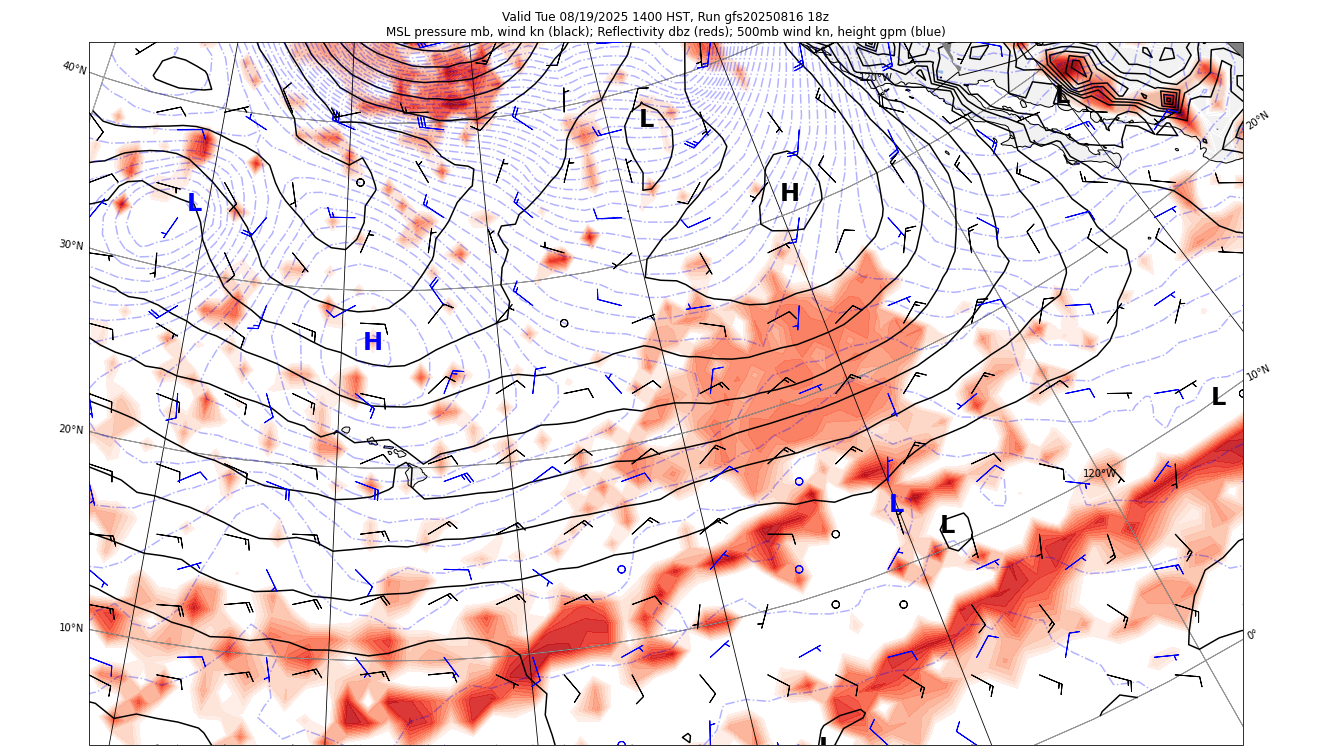 Valid Tue 08/19/2025 1400 HST, Run gfs20250816 18z
MSL pressure mb, wind kn (black); Reflectivity dbz (reds); 500mb wind kn, height gpm (blue)
40°N
120°W
L
20°N
L
H
L
30°N
H
10°N
L
20°N
120°W
L
L
10°N
0°
L